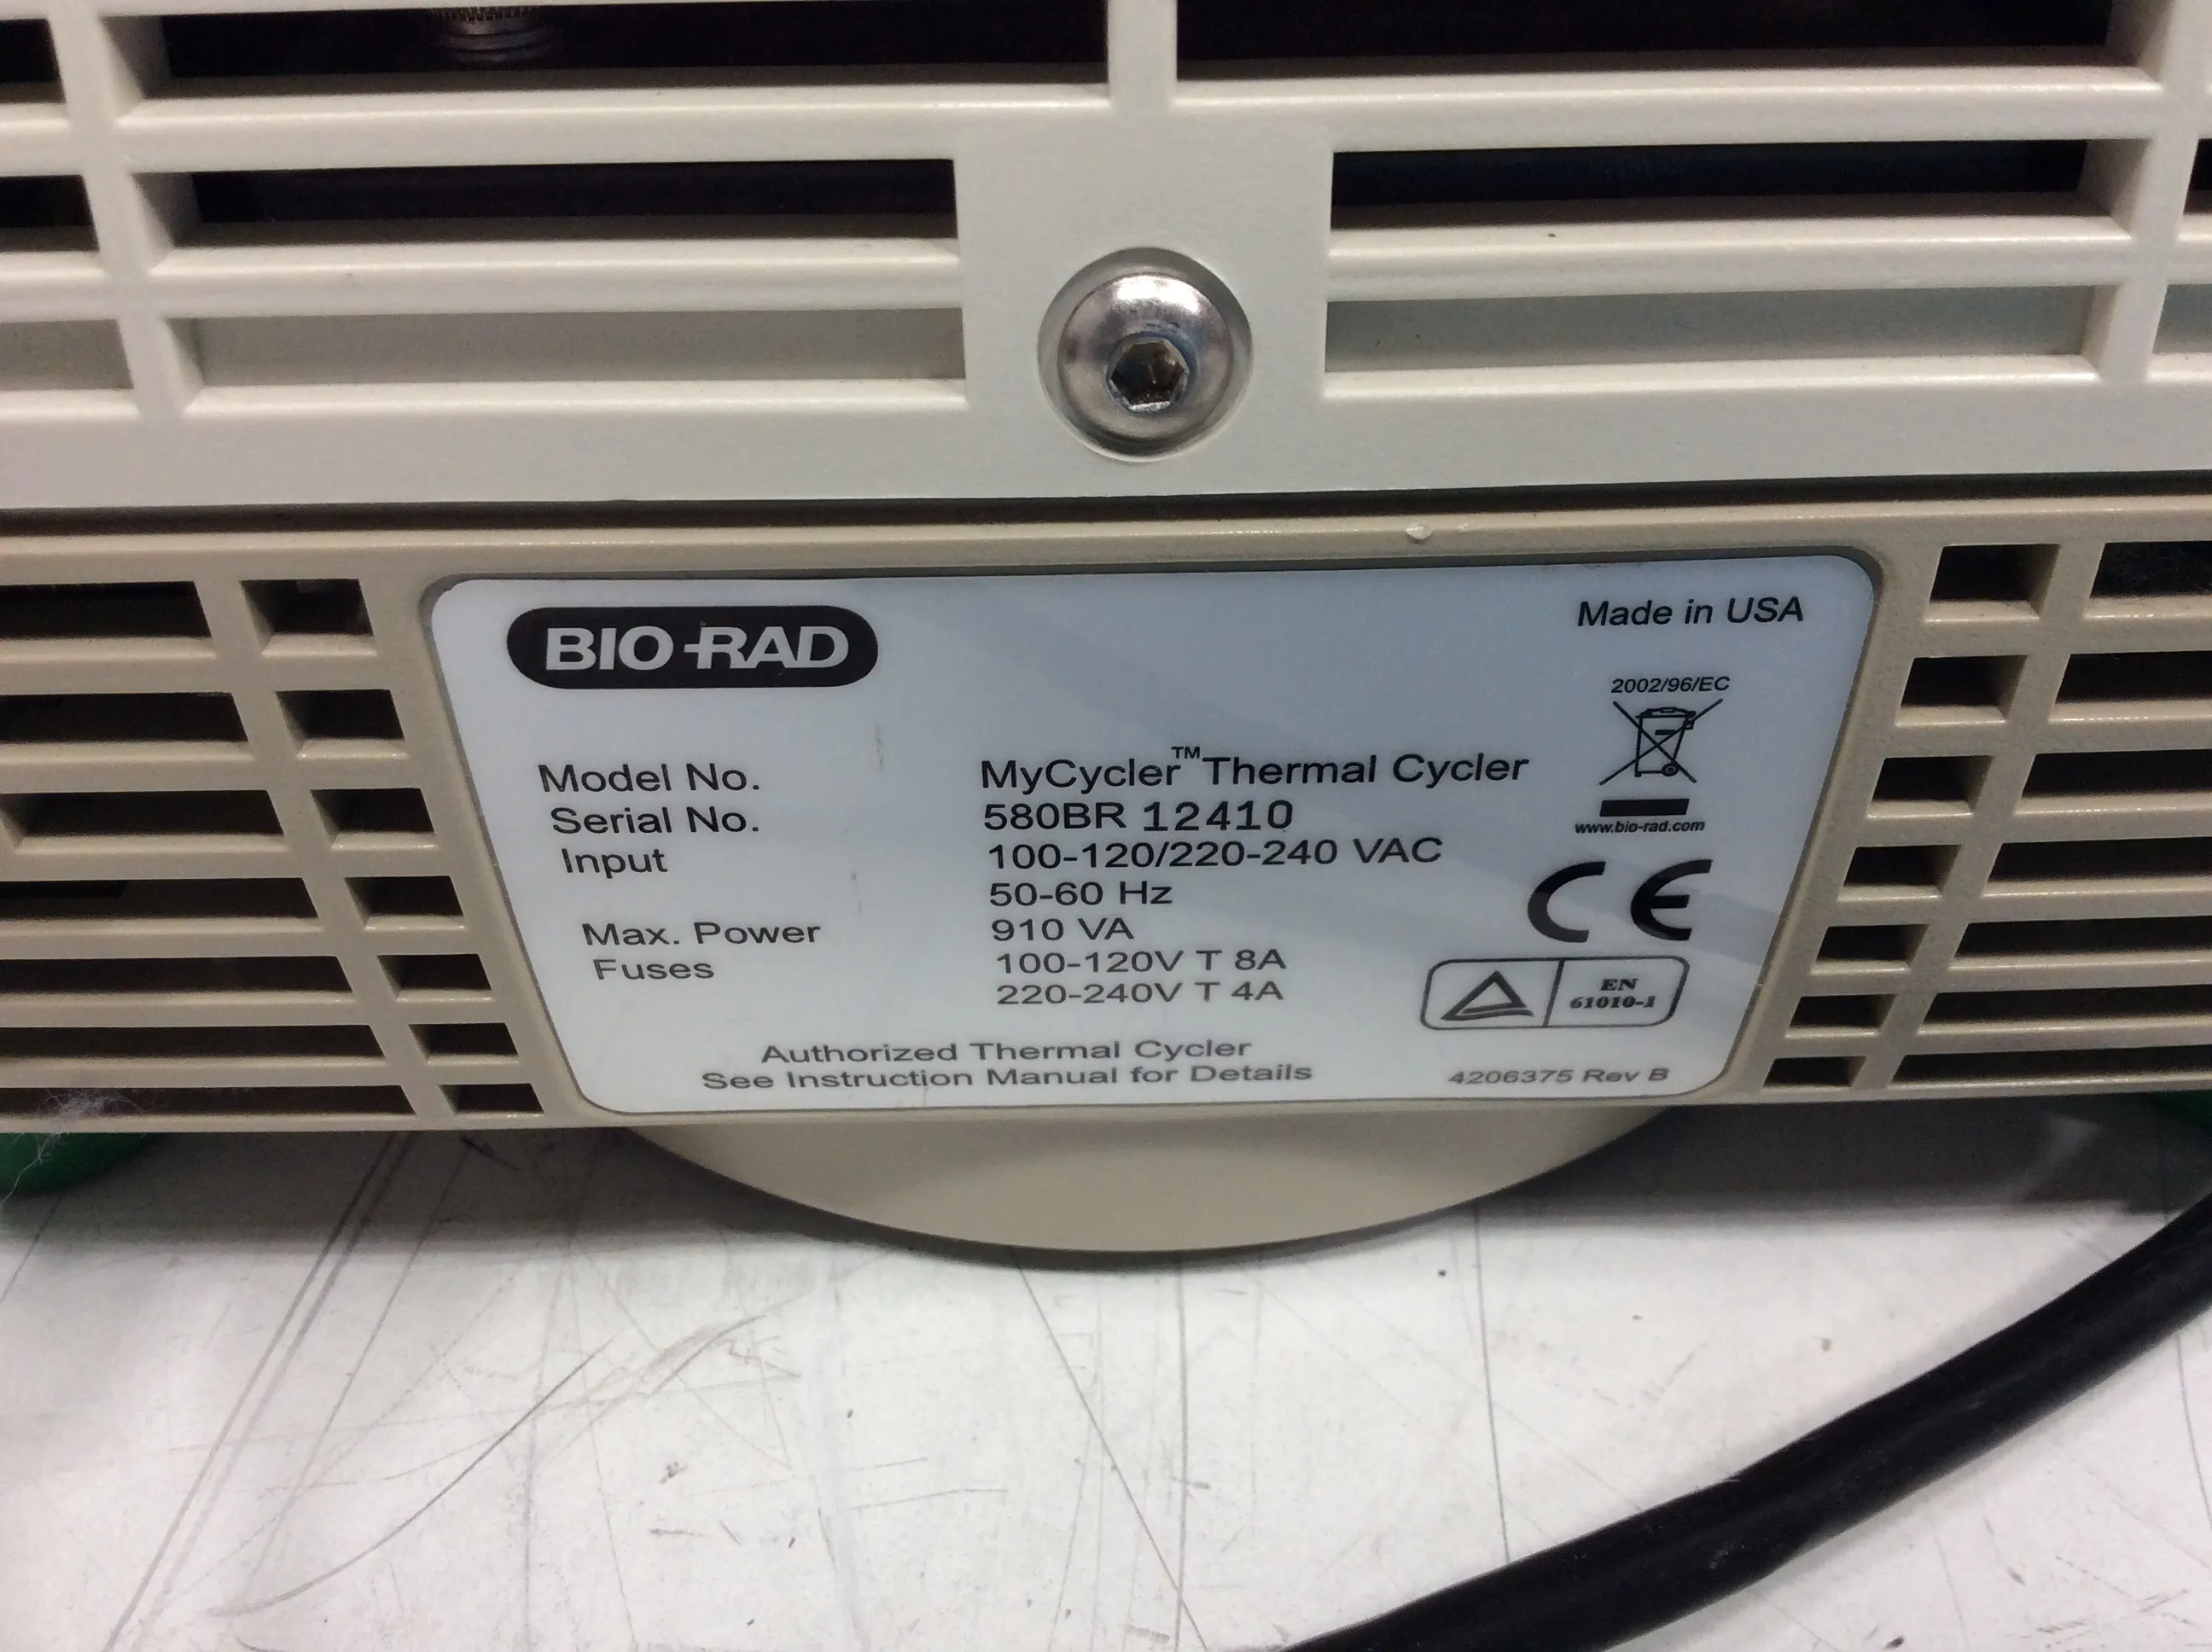 BIO-RAD
Made in USA
2002/96/EC
Model No. MyCycler™ Thermal Cycler
Serial No. 580BR 12410
www.bio-rad.com
Input 100-120/220-240 VAC
50-60 Hz
CE
Max. Power 910 VA
Fuses 100-120V T 8A
220-240V T 4A
EN
61010-1
Authorized Thermal Cycler
See Instruction Manual for Details
4206375 Rev B